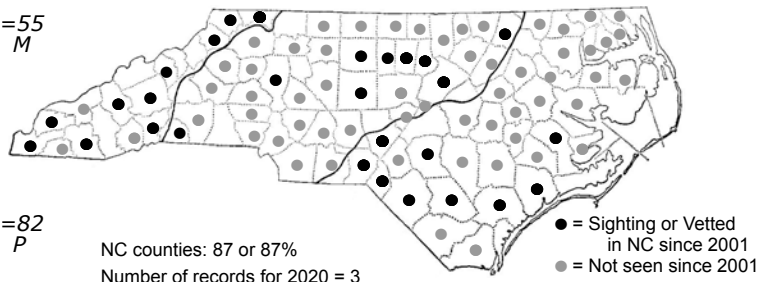 =55
M
=82
P
NC counties: 87 or 87%
Number of records for 2020 = 3
● = Sighting or Vetted
in NC since 2001
● = Not seen since 2001